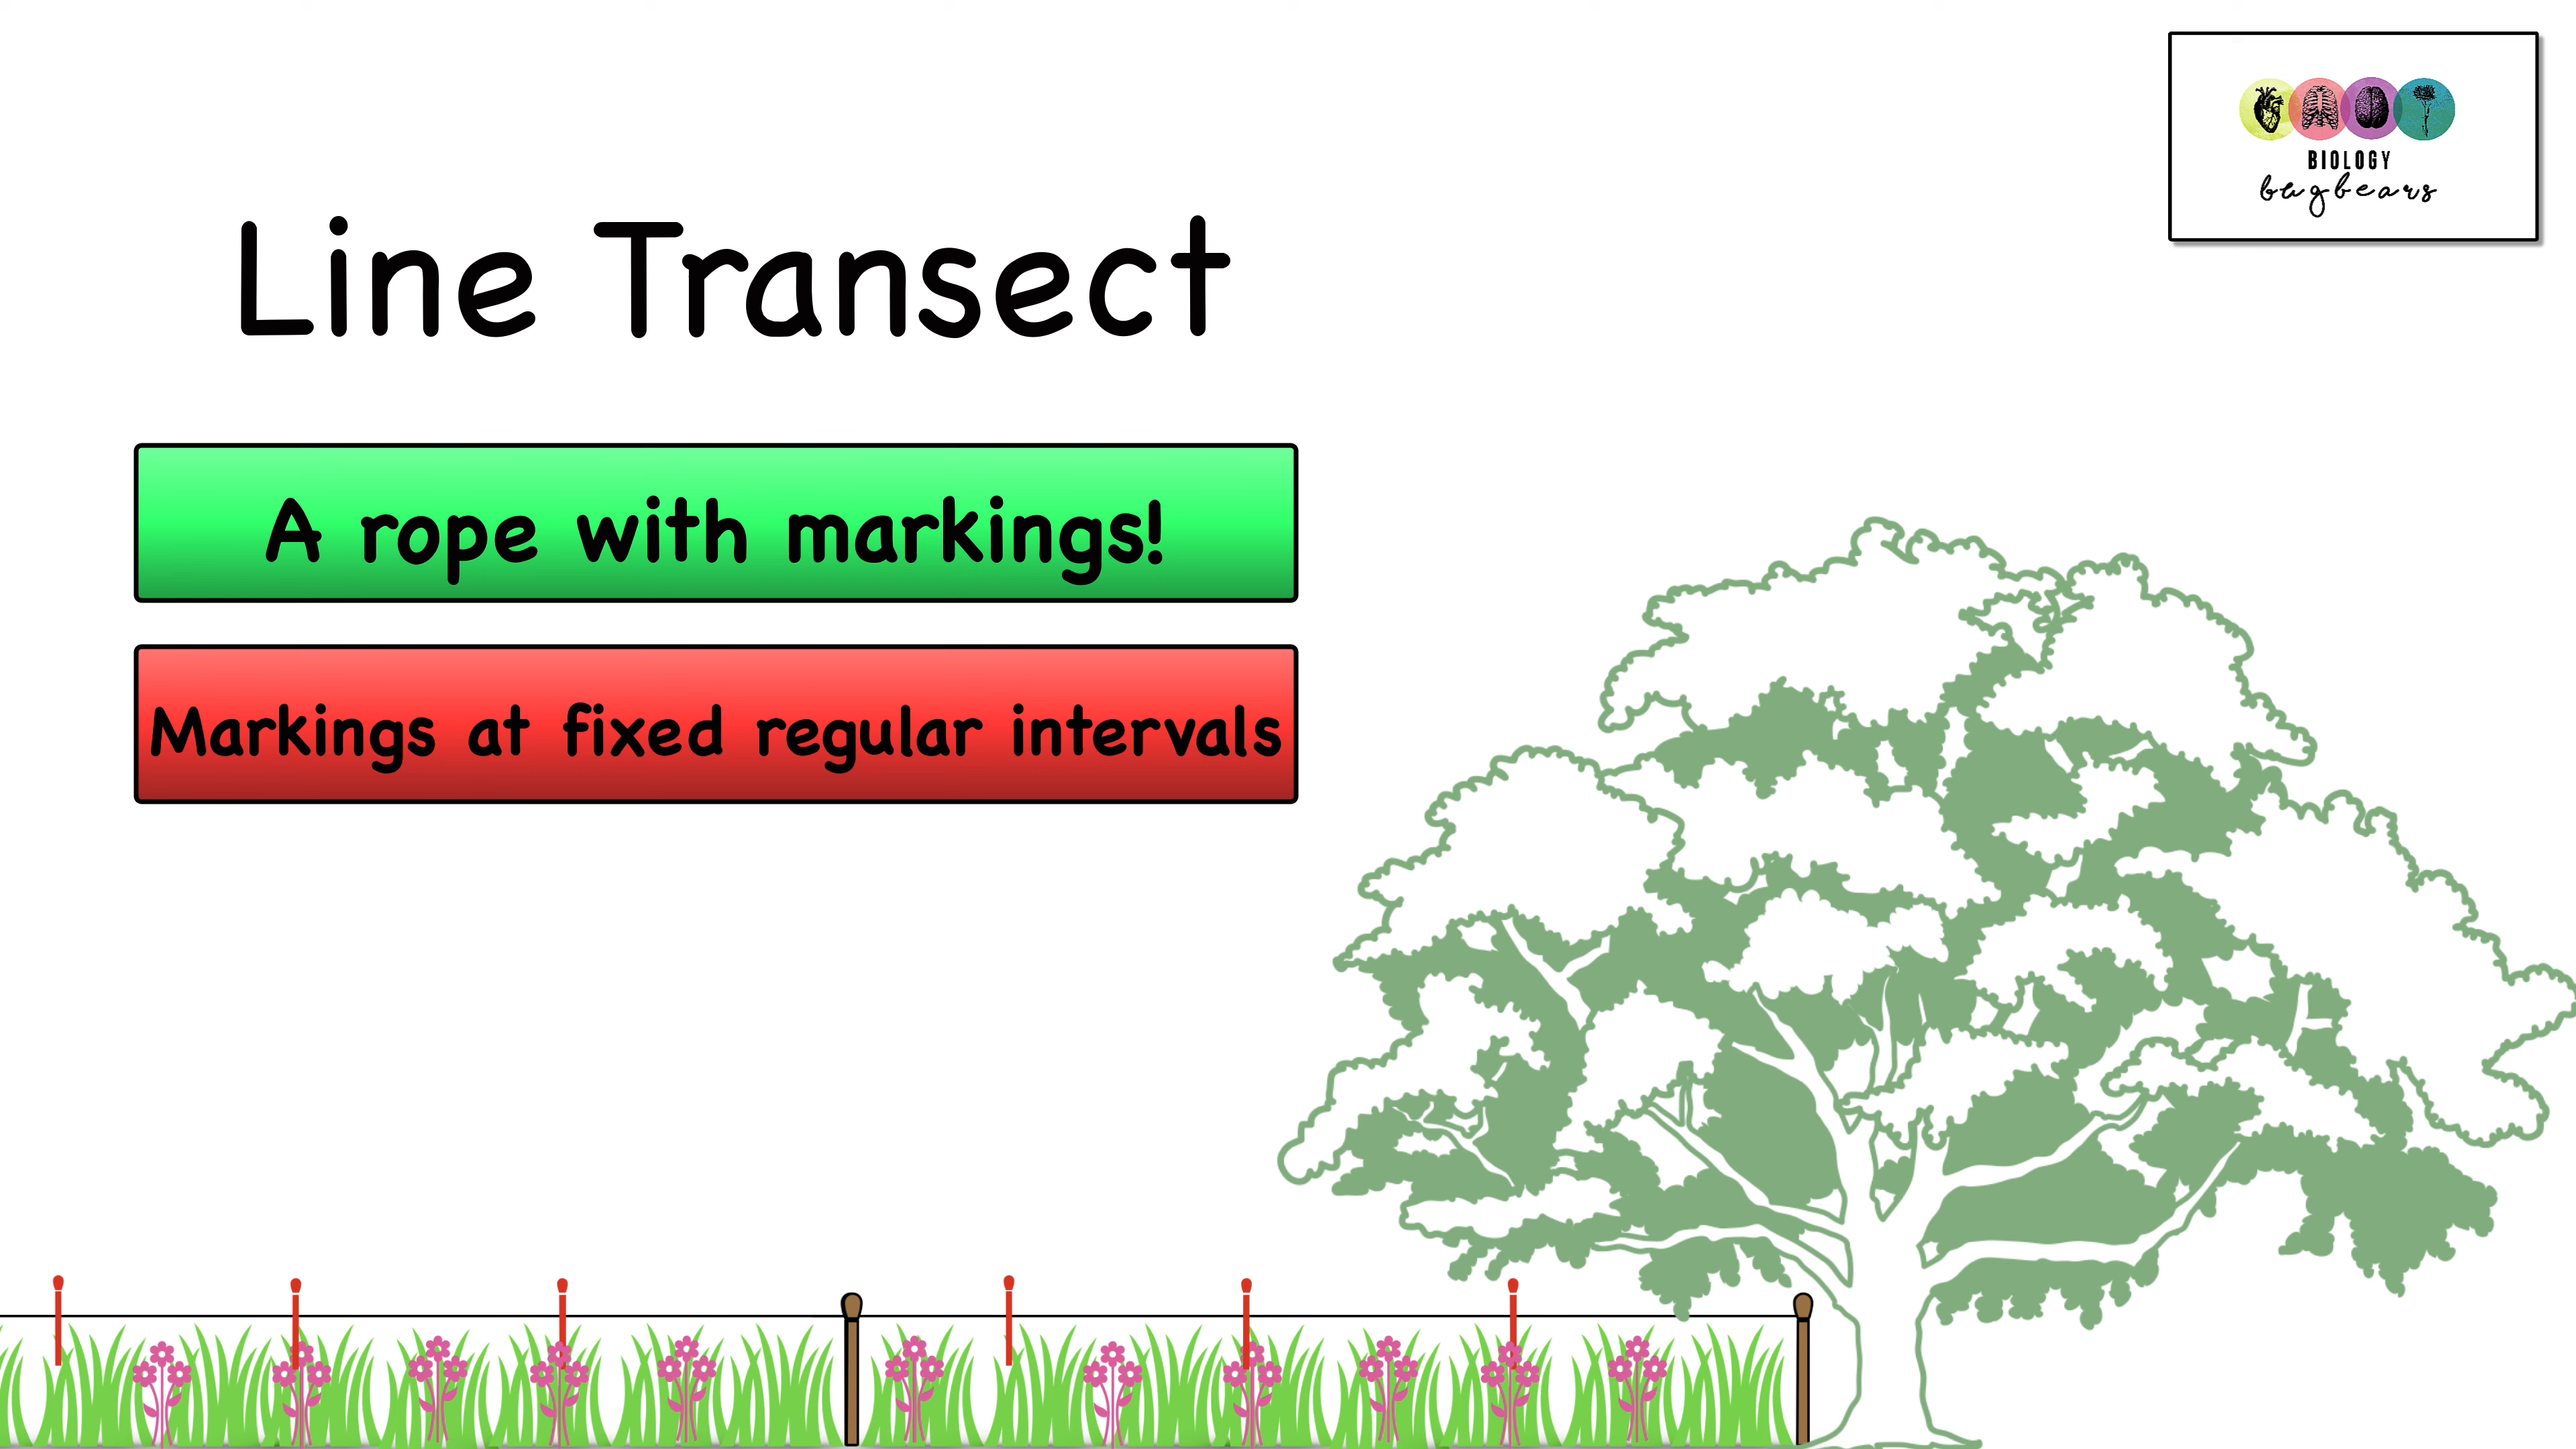 BIOLOGY
bugbears
Line Transect
A rope with markings!
Markings at fixed regular intervals